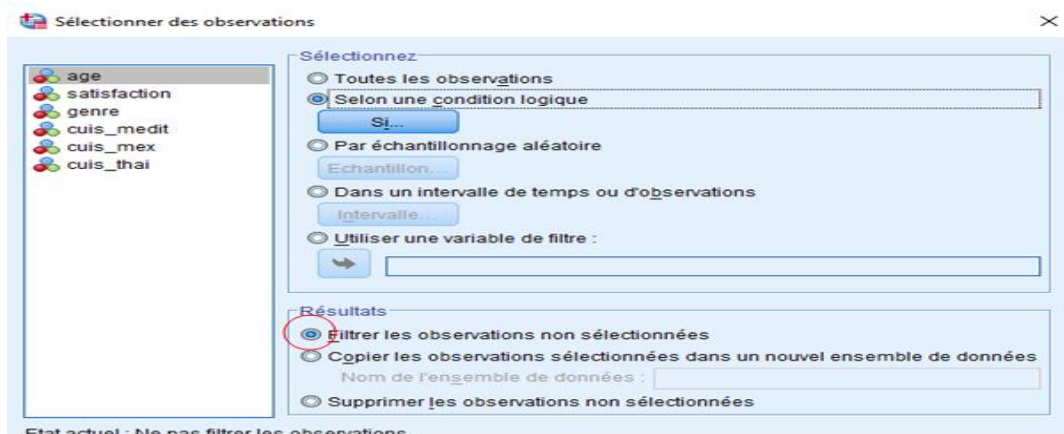 Sélectionner des observations
age
satisfaction
genre
cuis_medit
cuis_mex
cuis_thai
Sélectionnez
Toutes les observations
Selon une condition logique
Si...
Par échantillonnage aléatoire
Echantillon...
Dans un intervalle de temps ou d'observations
Intervalle...
Utiliser une variable de filtre :
Résultats
Filtrer les observations non sélectionnées
Copier les observations sélectionnées dans un nouvel ensemble de données
Nom de l'ensemble de données :
Supprimer les observations non sélectionnées
Etat actuel : Ne pas filtrer les observations